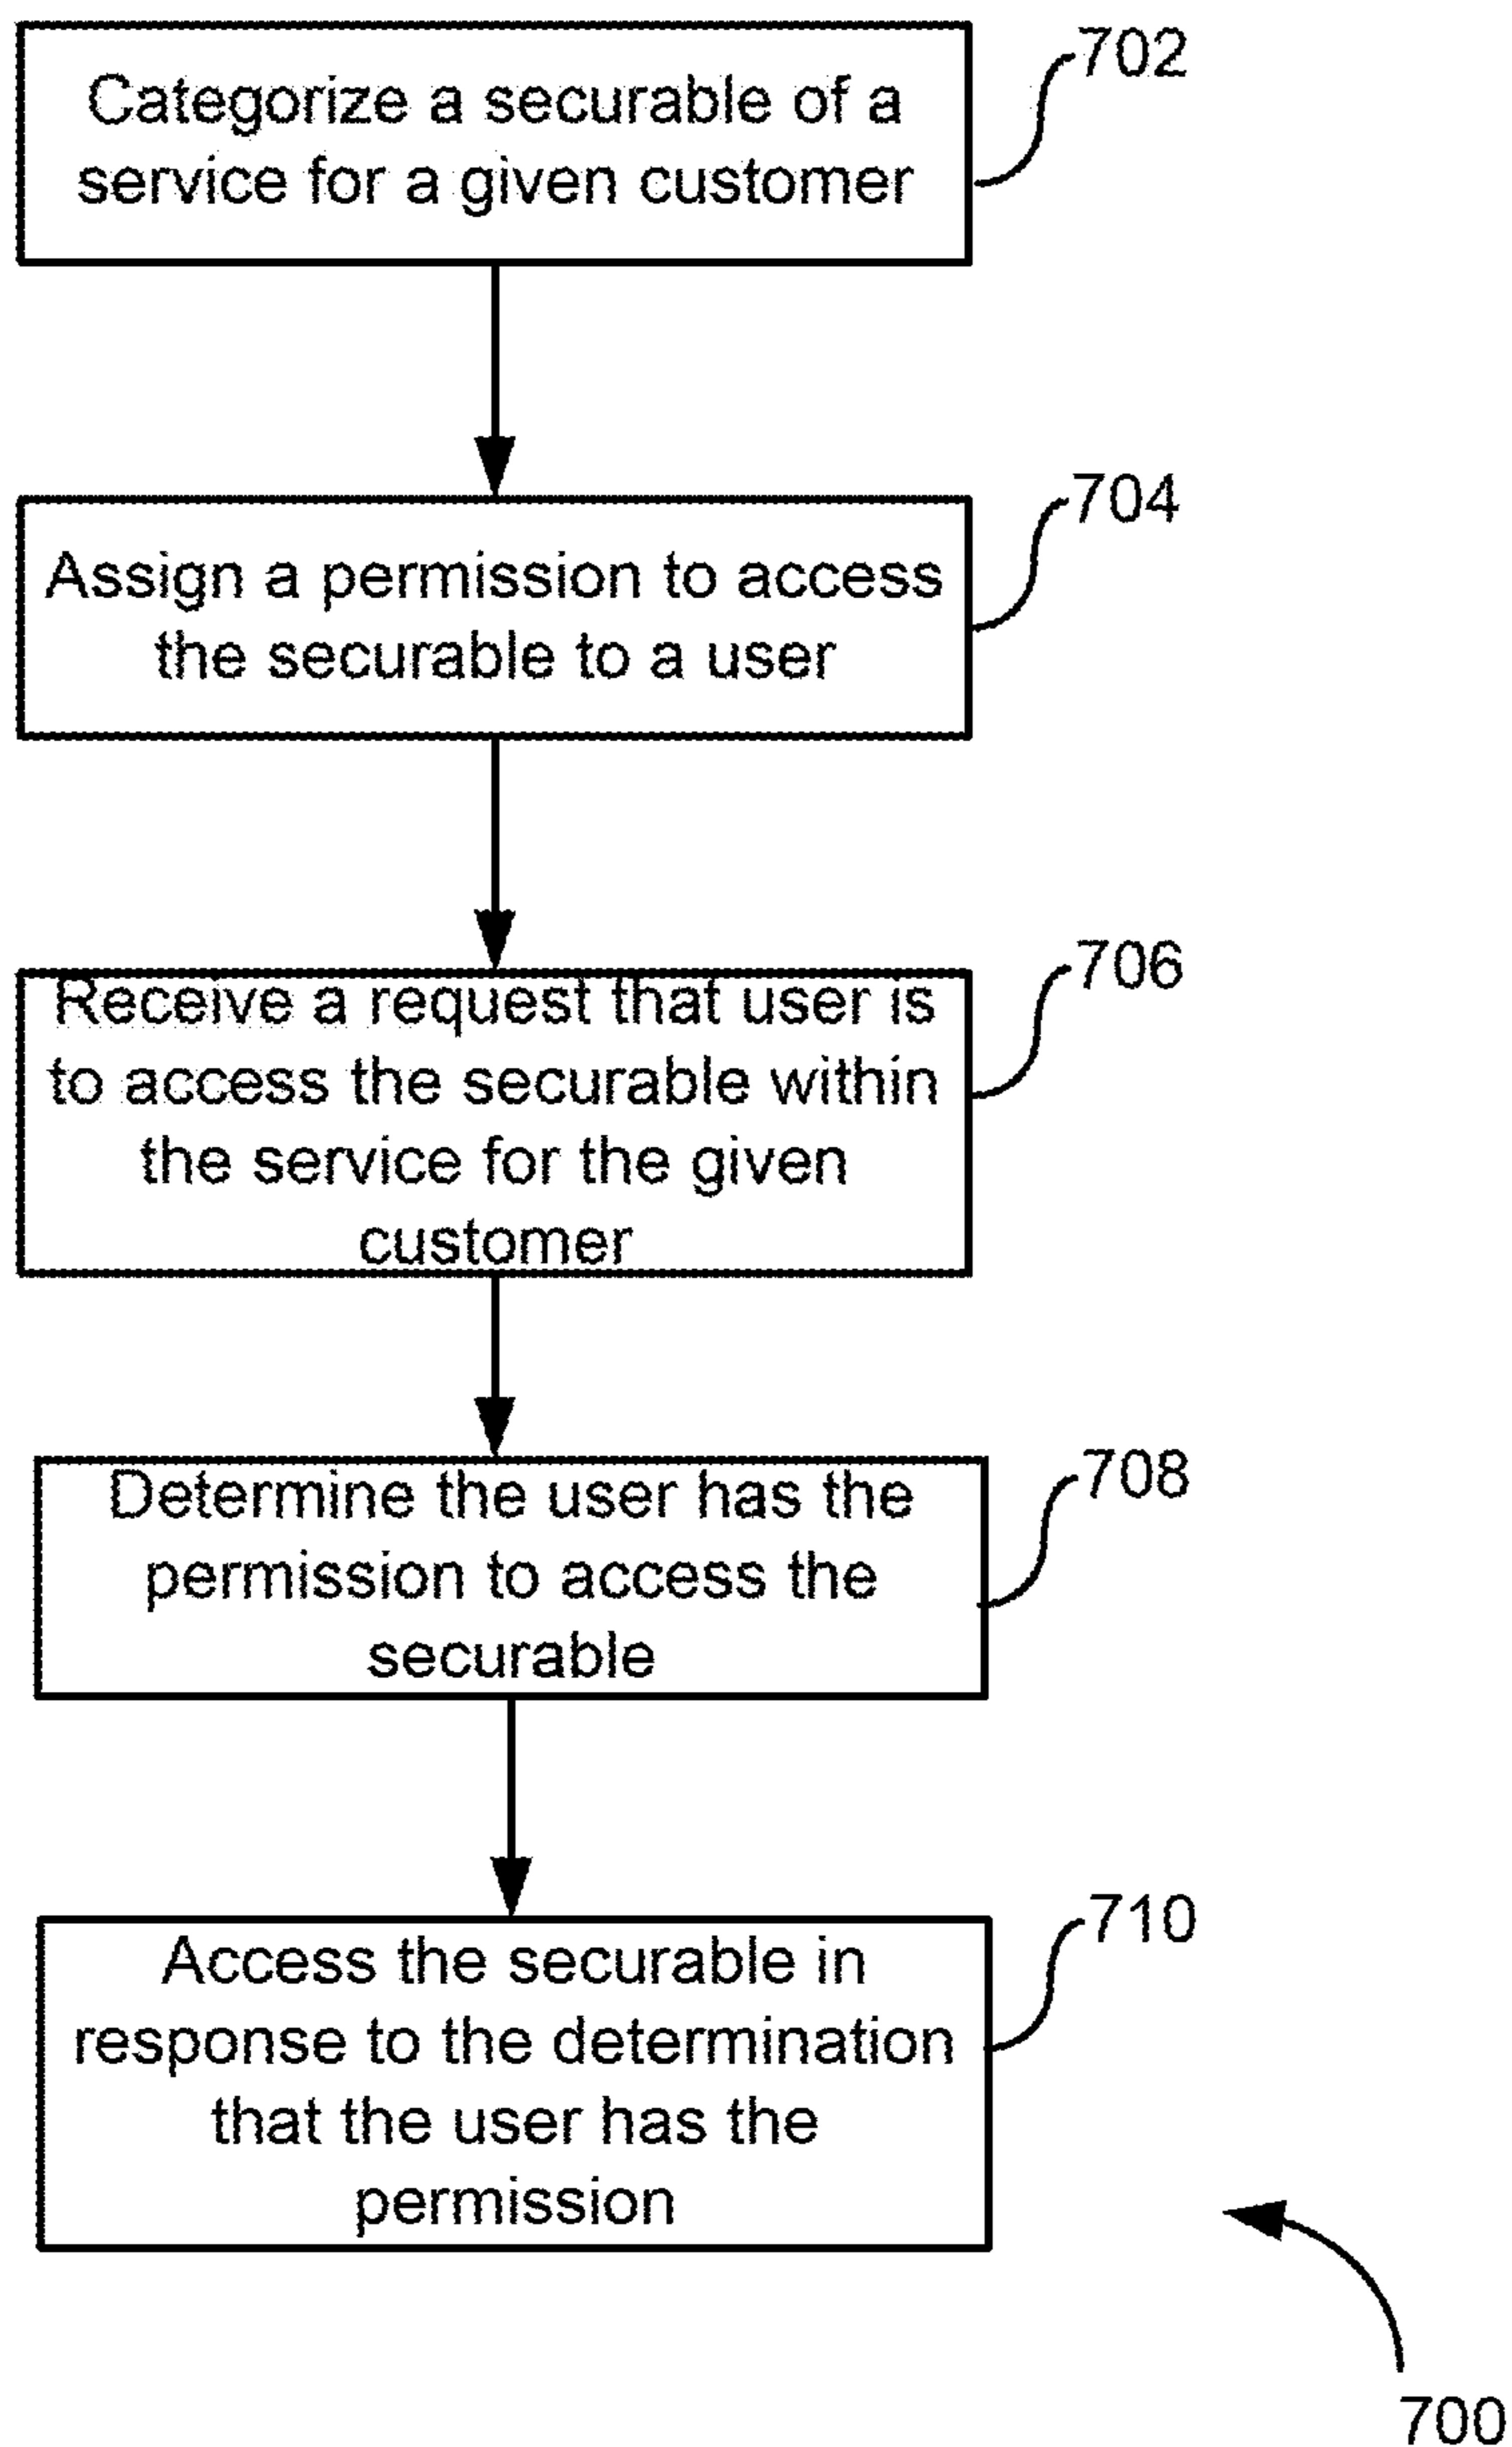 702
Categorize a securable of a
service for a given customer
704
Assign a permission to access
the securable to a user
706
Receive a request that user is
to access the securable within
the service for the given
customer
708
Determine the user has the
permission to access the
securable
710
Access the securable in
response to the determination
that the user has the
permission
700